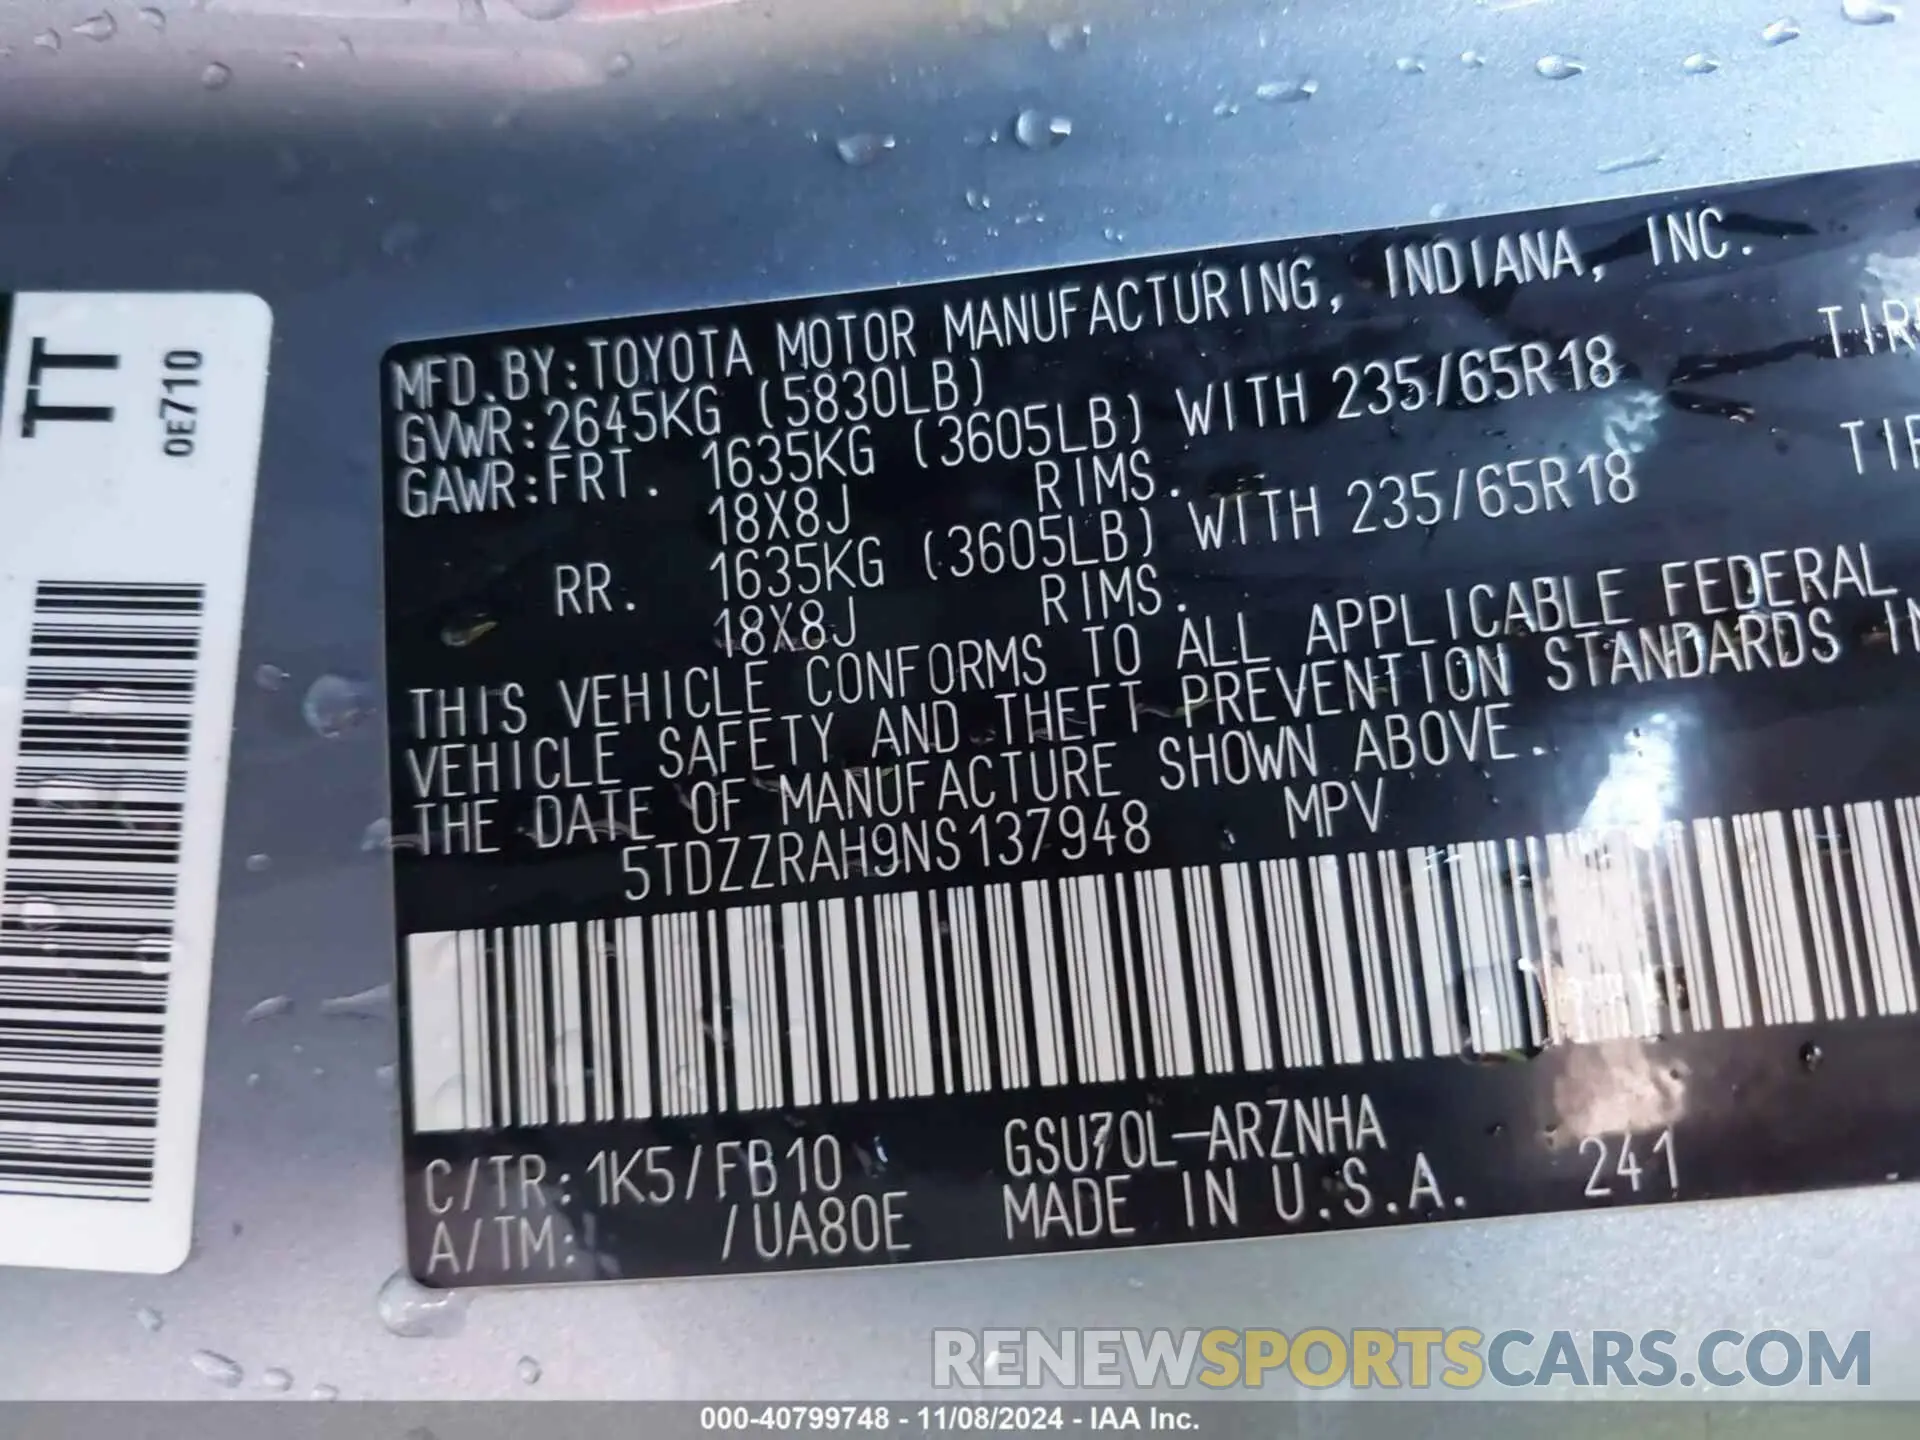 TT
0E710
MFD.BY:TOYOTA MOTOR MANUFACTURING, INDIANA, INC.
GVWR:2645KG (5830LB)
GAWR:FRT. 1635KG (3605LB) WITH 235/65R18
18X8J RIMS.
RR. 1635KG (3605LB) WITH 235/65R18
18X8J RIMS.
THIS VEHICLE CONFORMS TO ALL APPLICABLE FEDERAL
VEHICLE SAFETY AND THEFT PREVENTION STANDARDS IN
THE DATE OF MANUFACTURE SHOWN ABOVE.
5TDZZRAH9NS137948 MPV
C/TR:1K5/FB10 GSU70L-ARZNHA
A/TM: /UA80E MADE IN U.S.A. 241
RENEWSPORTSCARS.COM
000-40799748 - 11/08/2024 - IAA Inc.